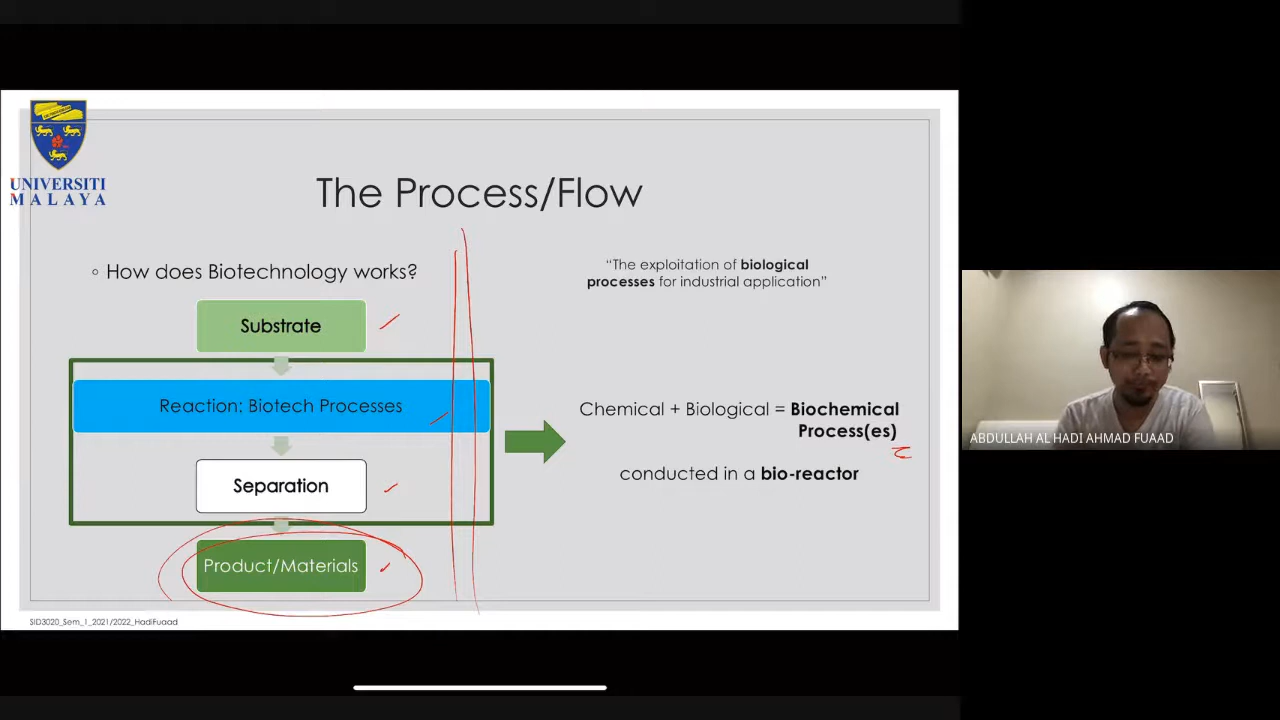 UNIVERSITI
MALAYA
The Process/Flow
◦ How does Biotechnology works?
Substrate
Reaction: Biotech Processes
Separation
Product/Materials
“The exploitation of biological
processes for industrial application”
Chemical + Biological = Biochemical
Process(es)
conducted in a bio-reactor
SID3020_Sem_1_2021/2022_HadiFuaad
ABDULLAH AL HADI AHMAD FUAAD